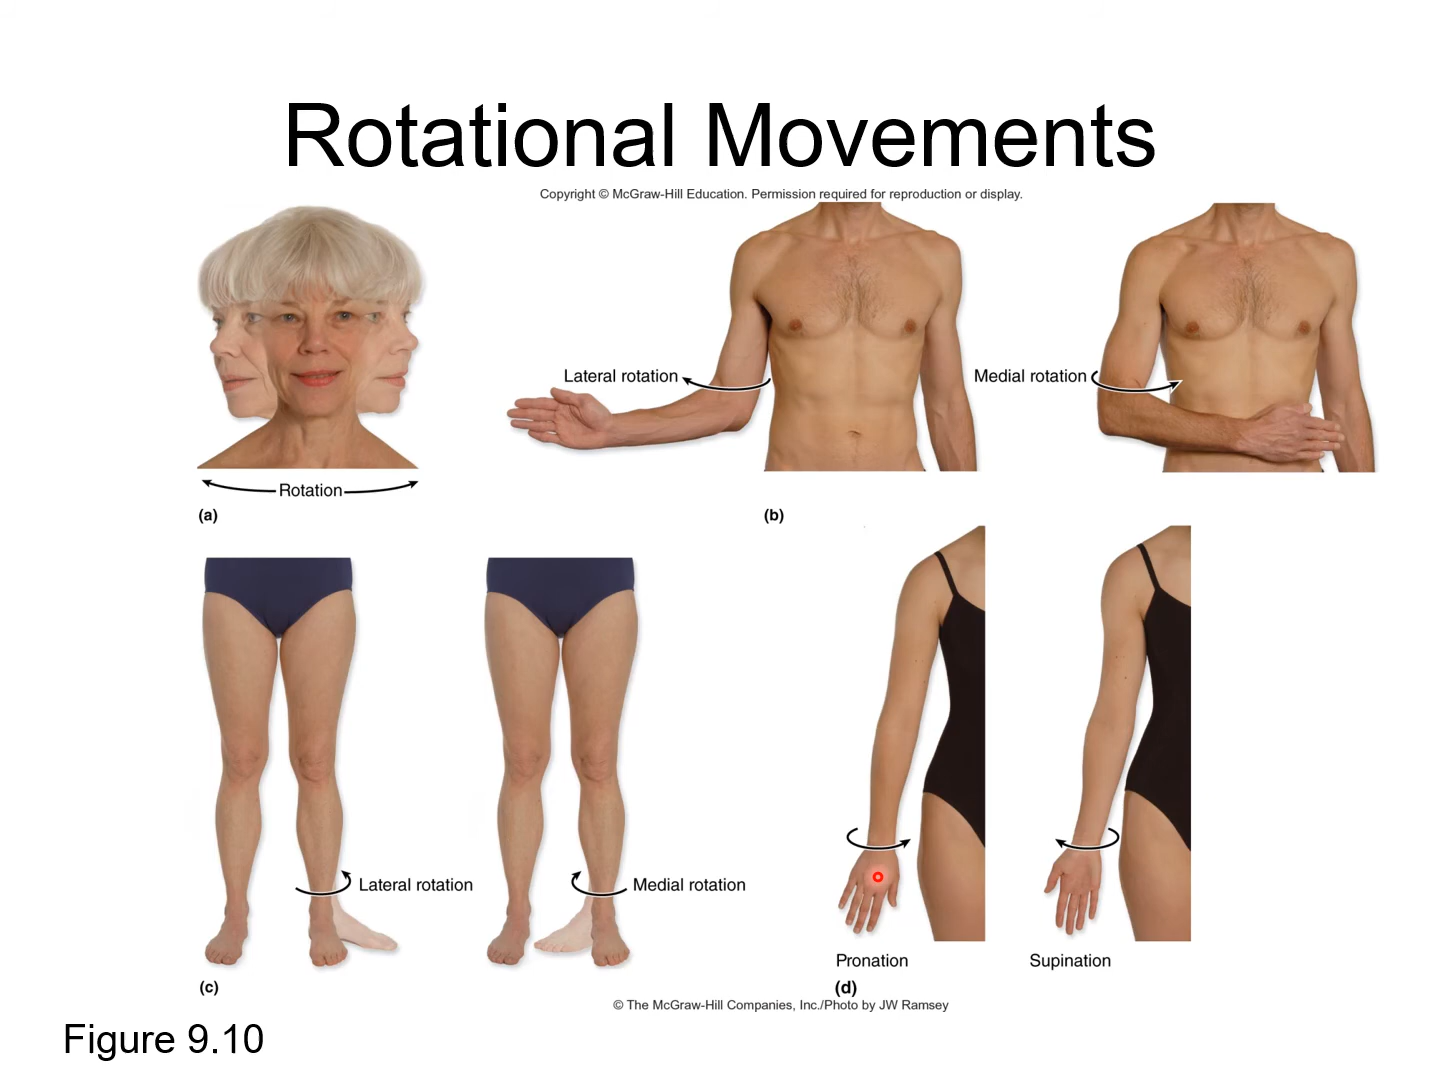 Rotational Movements
Copyright © McGraw-Hill Education. Permission required for reproduction or display.
Lateral rotation
Medial rotation
Rotation
(a)
(b)
Lateral rotation
Medial rotation
Pronation
Supination
(c)
(d)
© The McGraw-Hill Companies, Inc./Photo by JW Ramsey
Figure 9.10